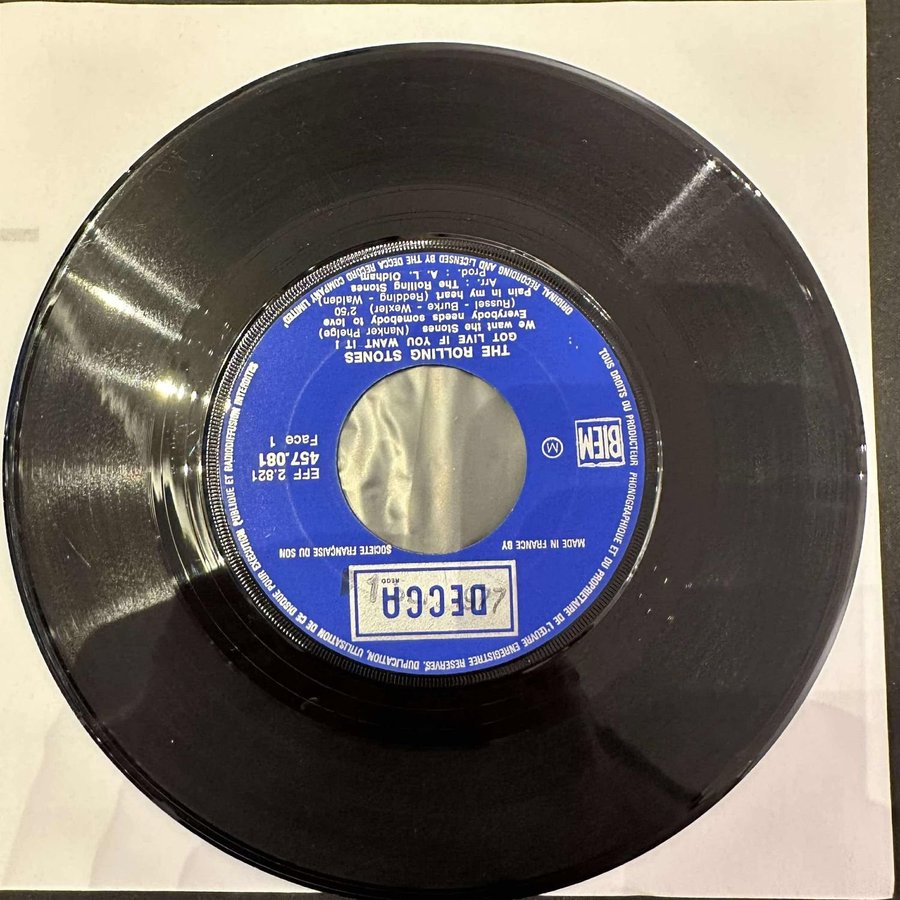 DECCA
RECD
MADE IN FRANCE BY SOCIETE FRANÇAISE DU SON
BIEM
M
EFF 2.821
457.081
Face 1
THE ROLLING STONES
GOT LIVE IF YOU WANT IT !
We want the Stones (Nanker Phelge)
Everybody needs somebody to love
(Russel - Burke - Wexler) 2'50
Pain in my heart (Redding - Walden)
Arr. : The Rolling Stones
Prod. : A. L. Oldham
ORIGINAL RECORDING AND LICENSED BY THE DECCA RECORD COMPANY LIMITED
TOUS DROITS DU PRODUCTEUR PHONOGRAPHIQUE ET DU PROPRIETAIRE DE L'ŒUVRE ENREGISTREE RESERVES. DUPLICATION, UTILISATION DE CE DISQUE POUR EXECUTION PUBLIQUE ET RADIODIFFUSION INTERDITES